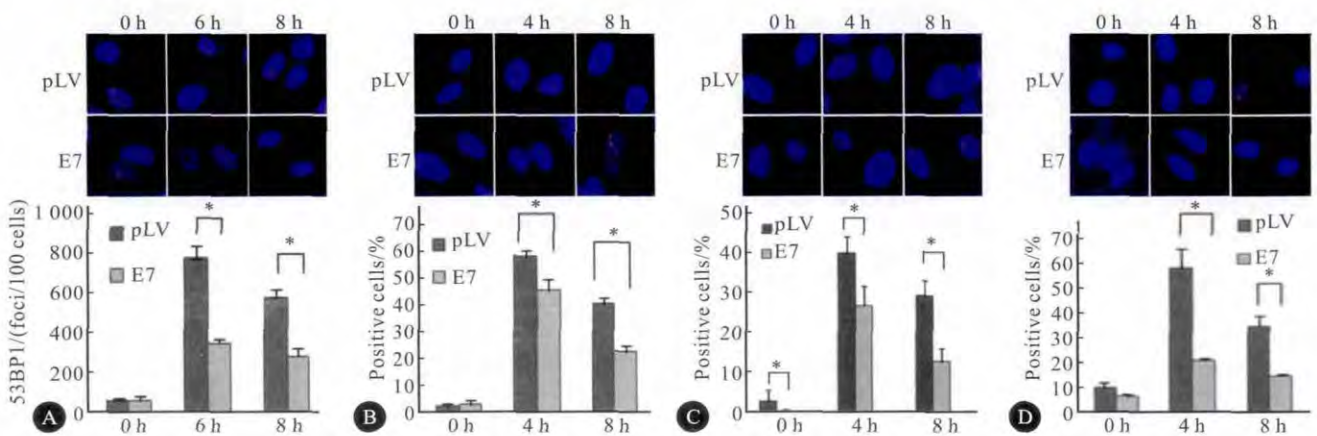 0 h 6 h 8 h
pLV
E7
53BP1/(foci/100 cells)
1 000
800
600
400
200
0
pLV
E7
*
*
0 h 6 h 8 h
A
0 h 4 h 8 h
pLV
E7
Positive cells/%
70
60
50
40
30
20
10
0
pLV
E7
*
*
0 h 4 h 8 h
B
0 h 4 h 8 h
pLV
E7
Positive cells/%
50
40
30
20
10
0
pLV
E7
*
*
*
0 h 4 h 8 h
C
0 h 4 h 8 h
pLV
E7
Positive cells/%
70
60
50
40
30
20
10
0
pLV
E7
*
*
0 h 4 h 8 h
D